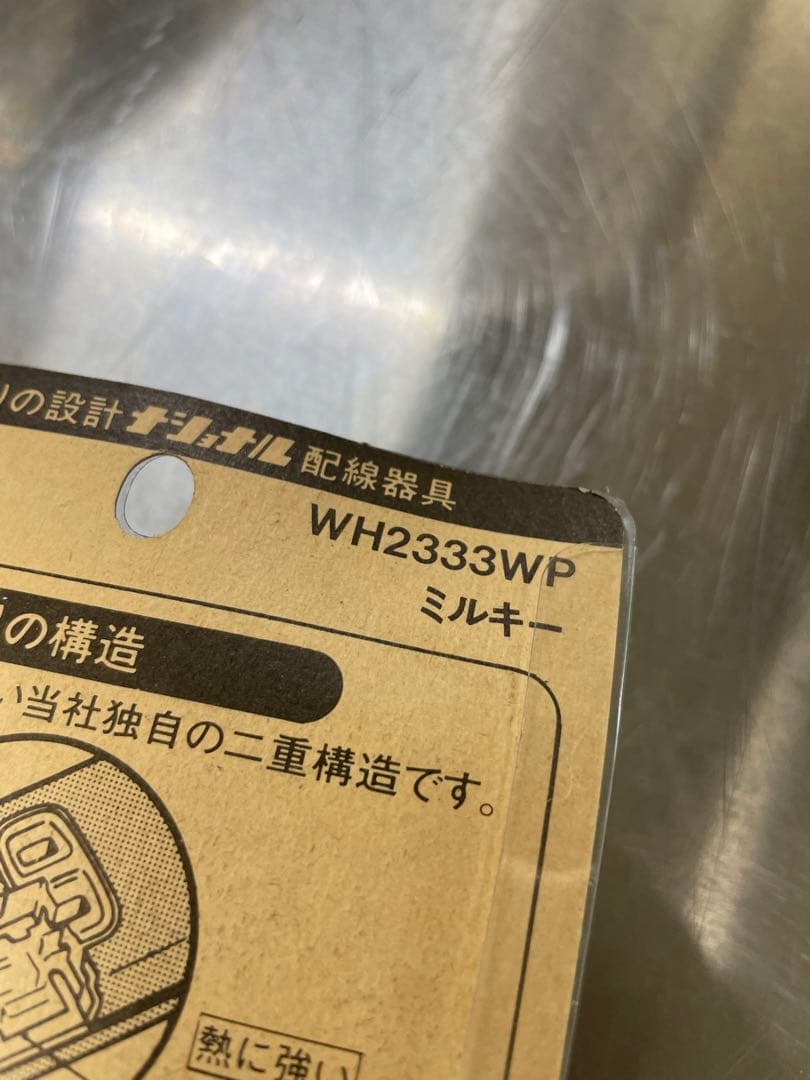 の設計 ナショナル 配線器具
WH2333WP
ミルキー
の構造
い当社独自の二重構造です。
熱に強い